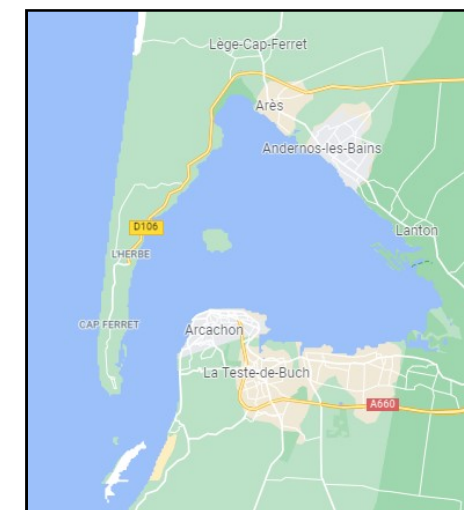 Lège-Cap-Ferret
Arès
Andernos-les-Bains
D106
Lanton
L'HERBE
CAP FERRET
Arcachon
La Teste-de-Buch
A660